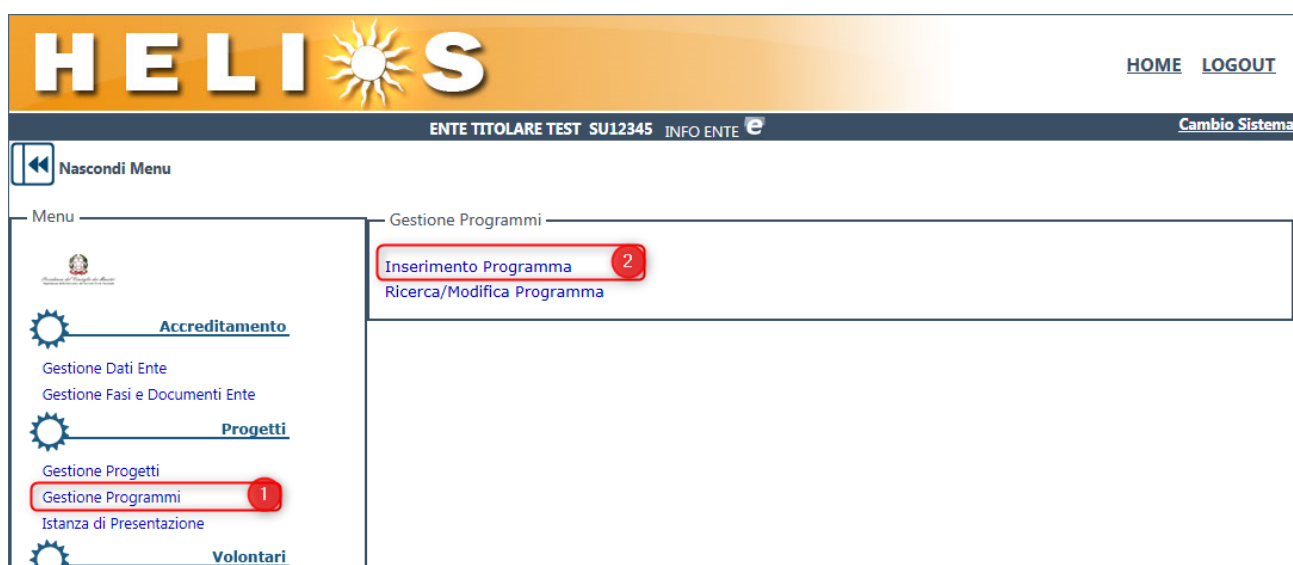 HELIOS
HOME LOGOUT
ENTE TITOLARE TEST SU12345 INFO ENTE e
Cambio Sistema
Nascondi Menu
Menu
Accreditamento
Gestione Dati Ente
Gestione Fasi e Documenti Ente
Progetti
Gestione Progetti
Gestione Programmi 1
Istanza di Presentazione
Volontari
Gestione Programmi
Inserimento Programma 2
Ricerca/Modifica Programma